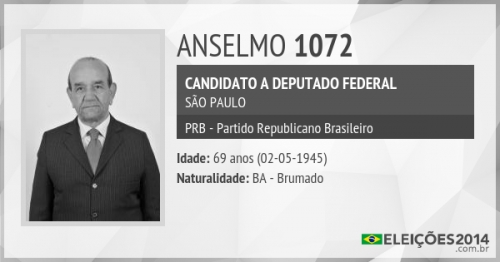 ANSELMO 1072
CANDIDATO A DEPUTADO FEDERAL
SÃO PAULO
PRB - Partido Republicano Brasileiro
Idade: 69 anos (02-05-1945)
Naturalidade: BA - Brumado
ELEIÇÕES2014
.com.br